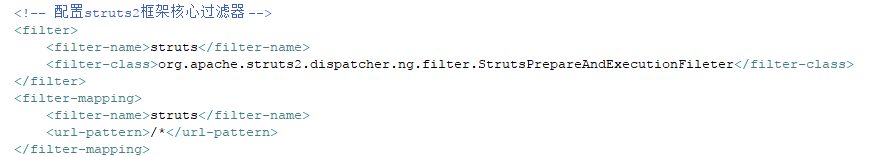 <!-- 配置struts2框架核心过滤器 -->
<filter>
    <filter-name>struts</filter-name>
    <filter-class>org.apache.struts2.dispatcher.ng.filter.StrutsPrepareAndExecutionFileter</filter-class>
</filter>
<filter-mapping>
    <filter-name>struts</filter-name>
    <url-pattern>/*</url-pattern>
</filter-mapping>